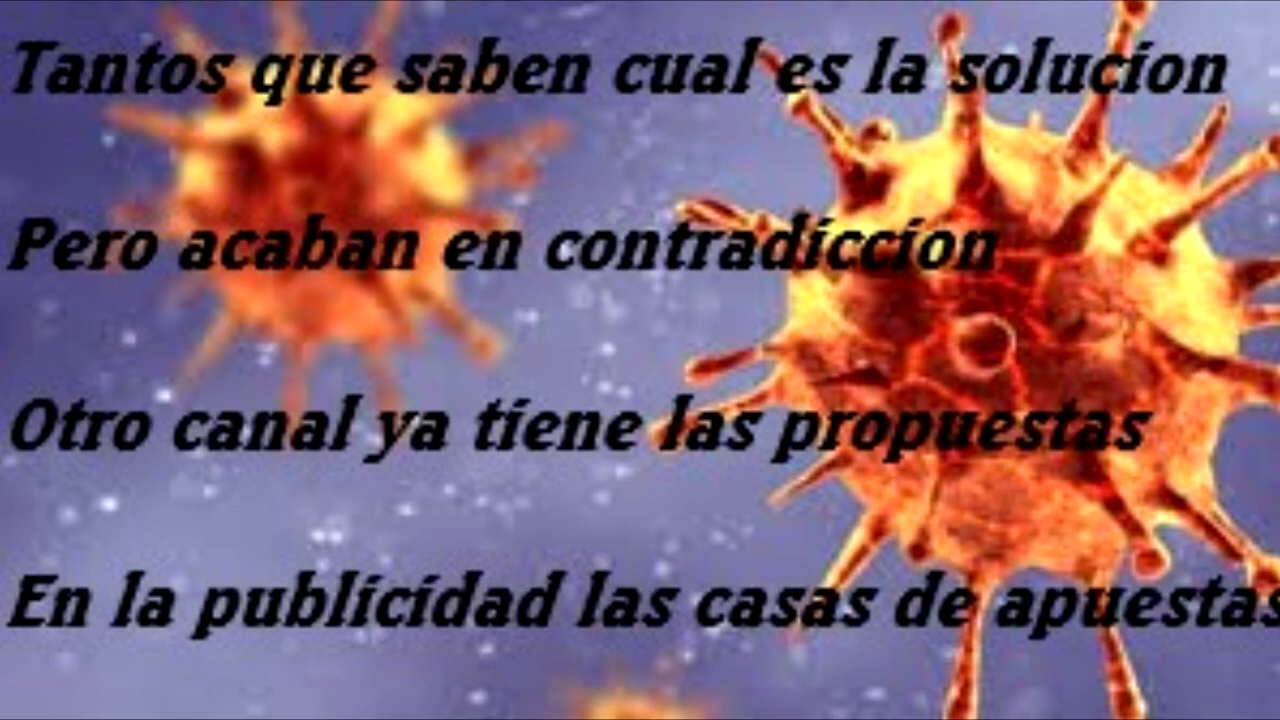 Tantos que saben cual es la solucion
Pero acaban en contradiccion
Otro canal ya tiene las propuestas
En la publicidad las casas de apuestas